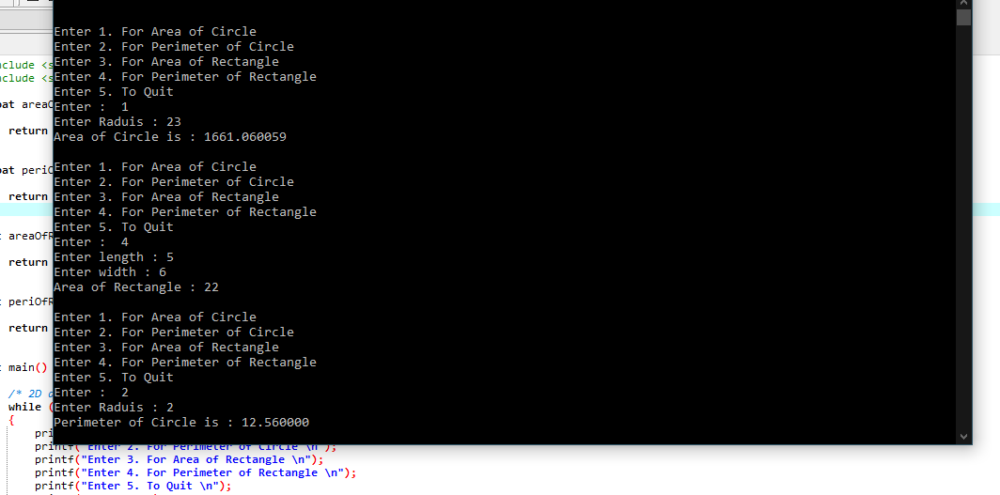 Enter 1. For Area of Circle
Enter 2. For Perimeter of Circle
Enter 3. For Area of Rectangle
Enter 4. For Perimeter of Rectangle
Enter 5. To Quit
Enter :  1
Enter Raduis : 23
Area of Circle is : 1661.060059
Enter 1. For Area of Circle
Enter 2. For Perimeter of Circle
Enter 3. For Area of Rectangle
Enter 4. For Perimeter of Rectangle
Enter 5. To Quit
Enter :  4
Enter length : 5
Enter width : 6
Area of Rectangle : 22
Enter 1. For Area of Circle
Enter 2. For Perimeter of Circle
Enter 3. For Area of Rectangle
Enter 4. For Perimeter of Rectangle
Enter 5. To Quit
Enter :  2
Enter Raduis : 2
Perimeter of Circle is : 12.560000
nclude <s
nclude <s
oat areaO
return
oat periO
return
t areaOfR
return
t periOfR
return
t main()
/* 2D
while (
{
pri
printf("Enter 2. For Perimeter of Circle \n");
printf("Enter 3. For Area of Rectangle \n");
printf("Enter 4. For Perimeter of Rectangle \n");
printf("Enter 5. To Quit \n");